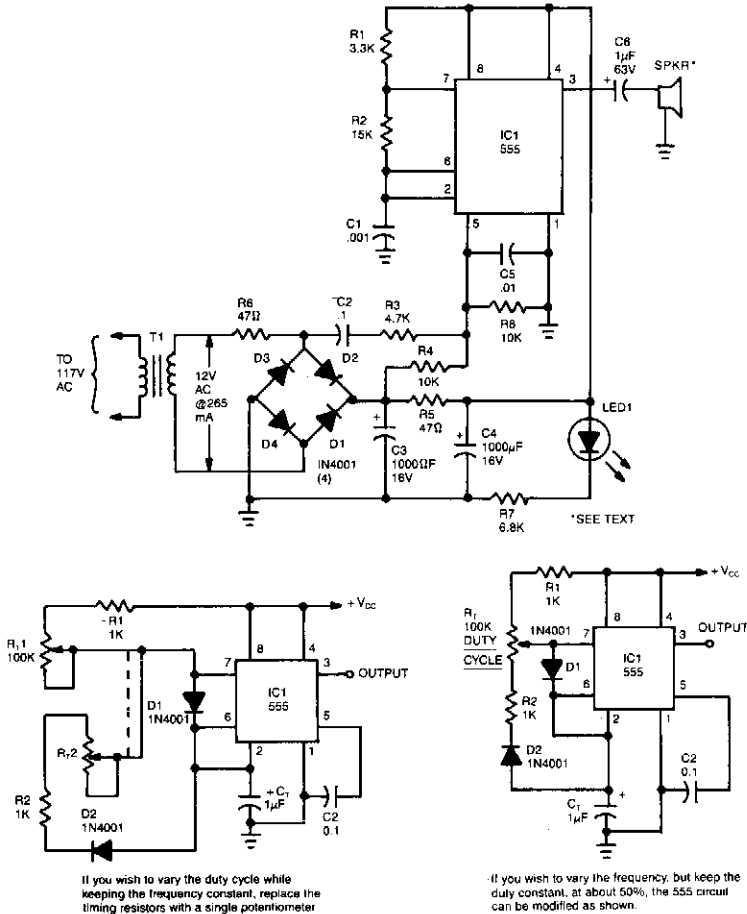 R1
3.3K
8
4
C6
1µF
63V
SPKR*
7
3
+
R2
15K
IC1
555
6
2
C1
.001
5
1
C5
.01
R8
10K
R6
47Ω
C2
.1
R3
4.7K
T1
TO
117V
AC
12V
AC
@265
mA
D3
D2
R4
10K
D4
D1
IN4001
(4)
R5
47Ω
+
C3
1000ΩF
16V
+
C4
1000µF
16V
LED1
R7
6.8K
*SEE TEXT
R1
1K
+ Vcc
RT1
100K
8
4
7
3
OUTPUT
D1
1N4001
IC1
555
6
5
RT2
2
1
R2
1K
D2
1N4001
+ CT
1µF
C2
0.1
If you wish to vary the duty cycle while
keeping the frequency constant, replace the
timing resistors with a single potentiometer
R1
1K
+ Vcc
RT
100K
DUTY
CYCLE
1N4001
8
4
7
3
OUTPUT
D1
IC1
555
6
5
R2
1K
2
1
D2
1N4001
CT
1µF
+
C2
0.1
If you wish to vary the frequency, but keep the
duty constant, at about 50%, the 555 circuit
can be modified as shown.